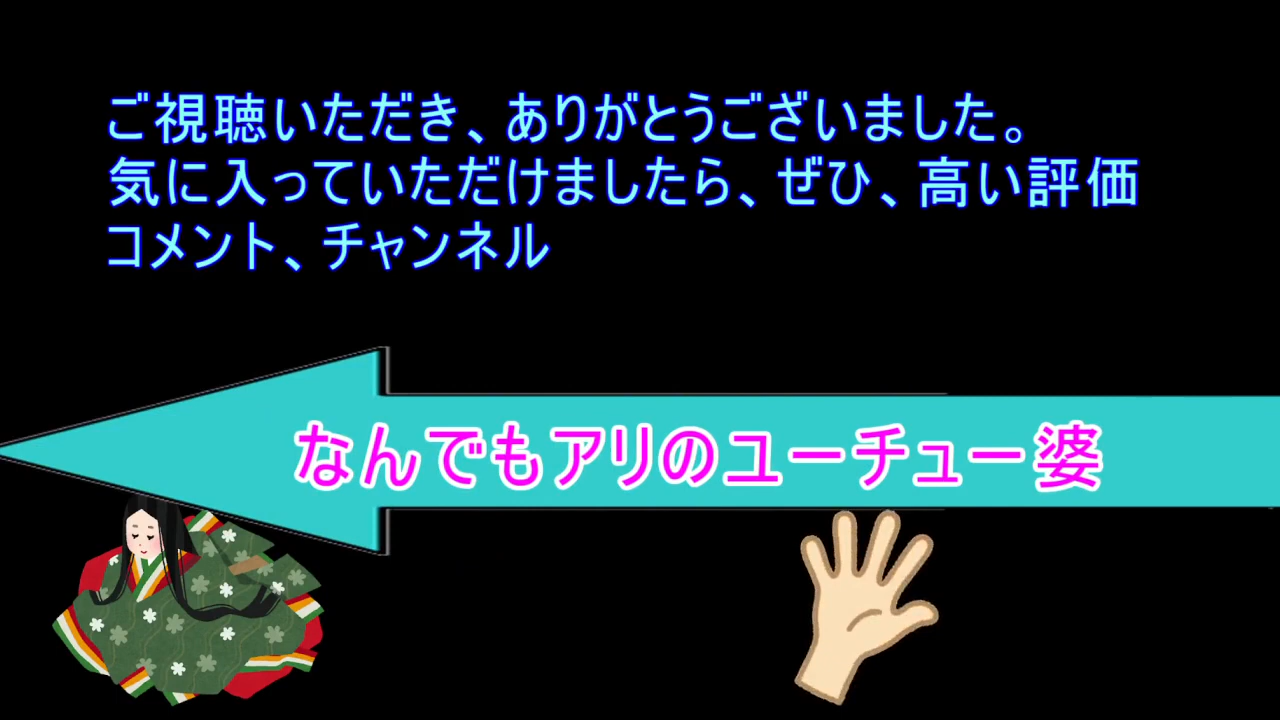 ご視聴いただき、ありがとうございました。
気に入っていただけましたら、ぜひ、高い評価
コメント、チャンネル
なんでもアリのユーチュー婆